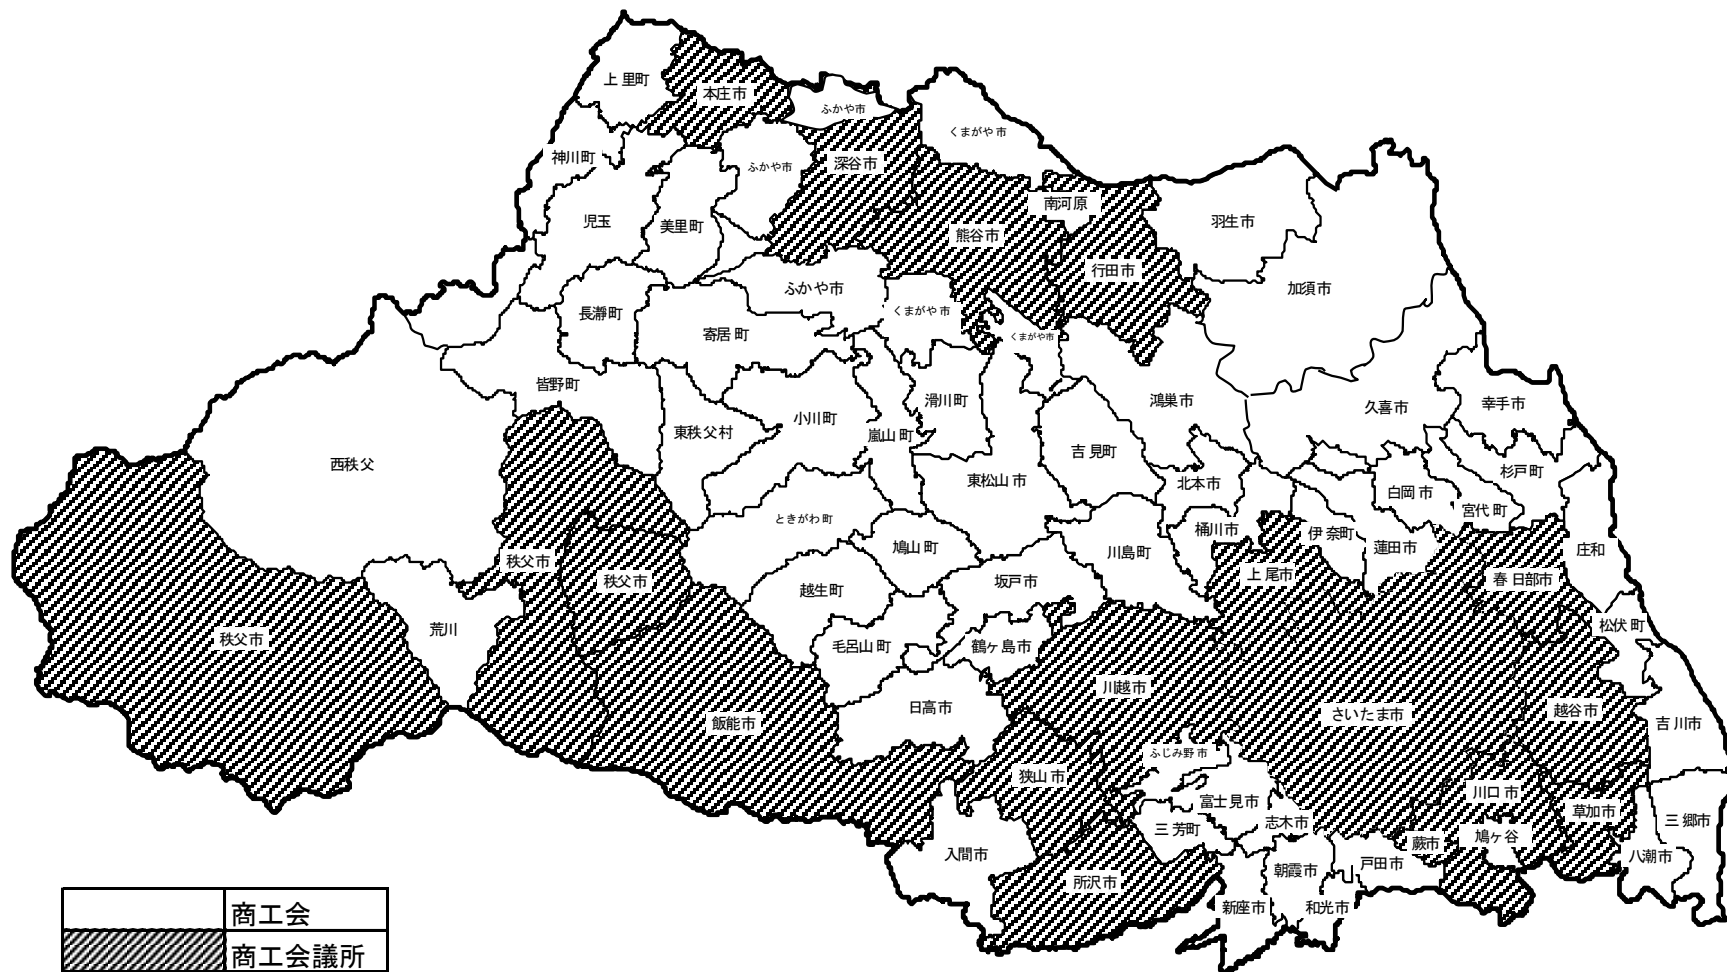 上里町
本庄市
ふかや市
くまがや市
神川町
ふかや市
深谷市
南河原
児玉
美里町
熊谷市
羽生市
行田市
ふかや市
加須市
長瀞町
くまがや市
寄居町
くまがや市
皆野町
滑川町
鴻巣市
久喜市
幸手市
小川町
東秩父村
嵐山町
吉見町
西秩父
東松山市
杉戸町
北本市
白岡市
宮代町
ときがわ町
桶川市
伊奈町
鳩山町
川島町
蓮田市
庄和
秩父市
秩父市
坂戸市
上尾市
春日部市
越生町
荒川
松伏町
秩父市
毛呂山町
鶴ヶ島市
川越市
日高市
さいたま市
越谷市
飯能市
吉川市
ふじみ野市
狭山市
川口市
富士見市
草加市
志木市
三郷市
三芳町
蕨市
鳩ヶ谷
入間市
戸田市
八潮市
朝霞市
所沢市
新座市
和光市
商工会
商工会議所